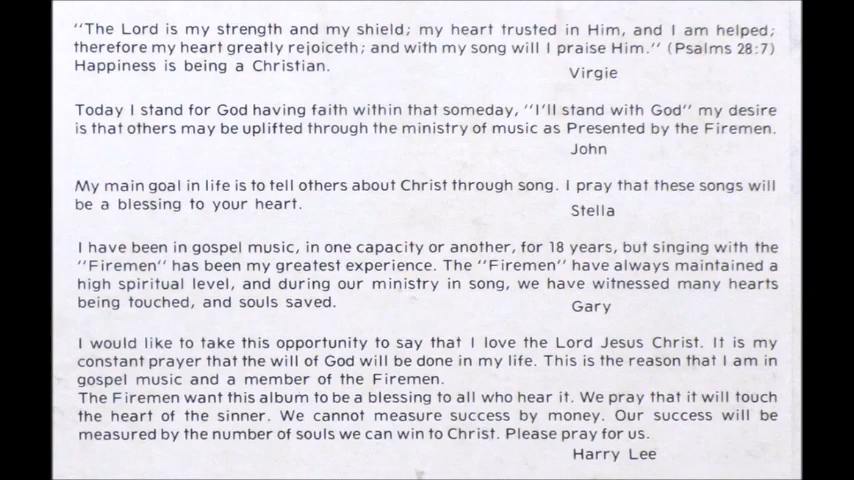 "The Lord is my strength and my shield; my heart trusted in Him, and I am helped;
therefore my heart greatly rejoiceth; and with my song will I praise Him." (Psalms 28:7)
Happiness is being a Christian.
Virgie
Today I stand for God having faith within that someday, "I'll stand with God" my desire
is that others may be uplifted through the ministry of music as Presented by the Firemen.
John
My main goal in life is to tell others about Christ through song. I pray that these songs will
be a blessing to your heart.
Stella
I have been in gospel music, in one capacity or another, for 18 years, but singing with the
"Firemen" has been my greatest experience. The "Firemen" have always maintained a
high spiritual level, and during our ministry in song, we have witnessed many hearts
being touched, and souls saved.
Gary
I would like to take this opportunity to say that I love the Lord Jesus Christ. It is my
constant prayer that the will of God will be done in my life. This is the reason that I am in
gospel music and a member of the Firemen.
The Firemen want this album to be a blessing to all who hear it. We pray that it will touch
the heart of the sinner. We cannot measure success by money. Our success will be
measured by the number of souls we can win to Christ. Please pray for us.
Harry Lee